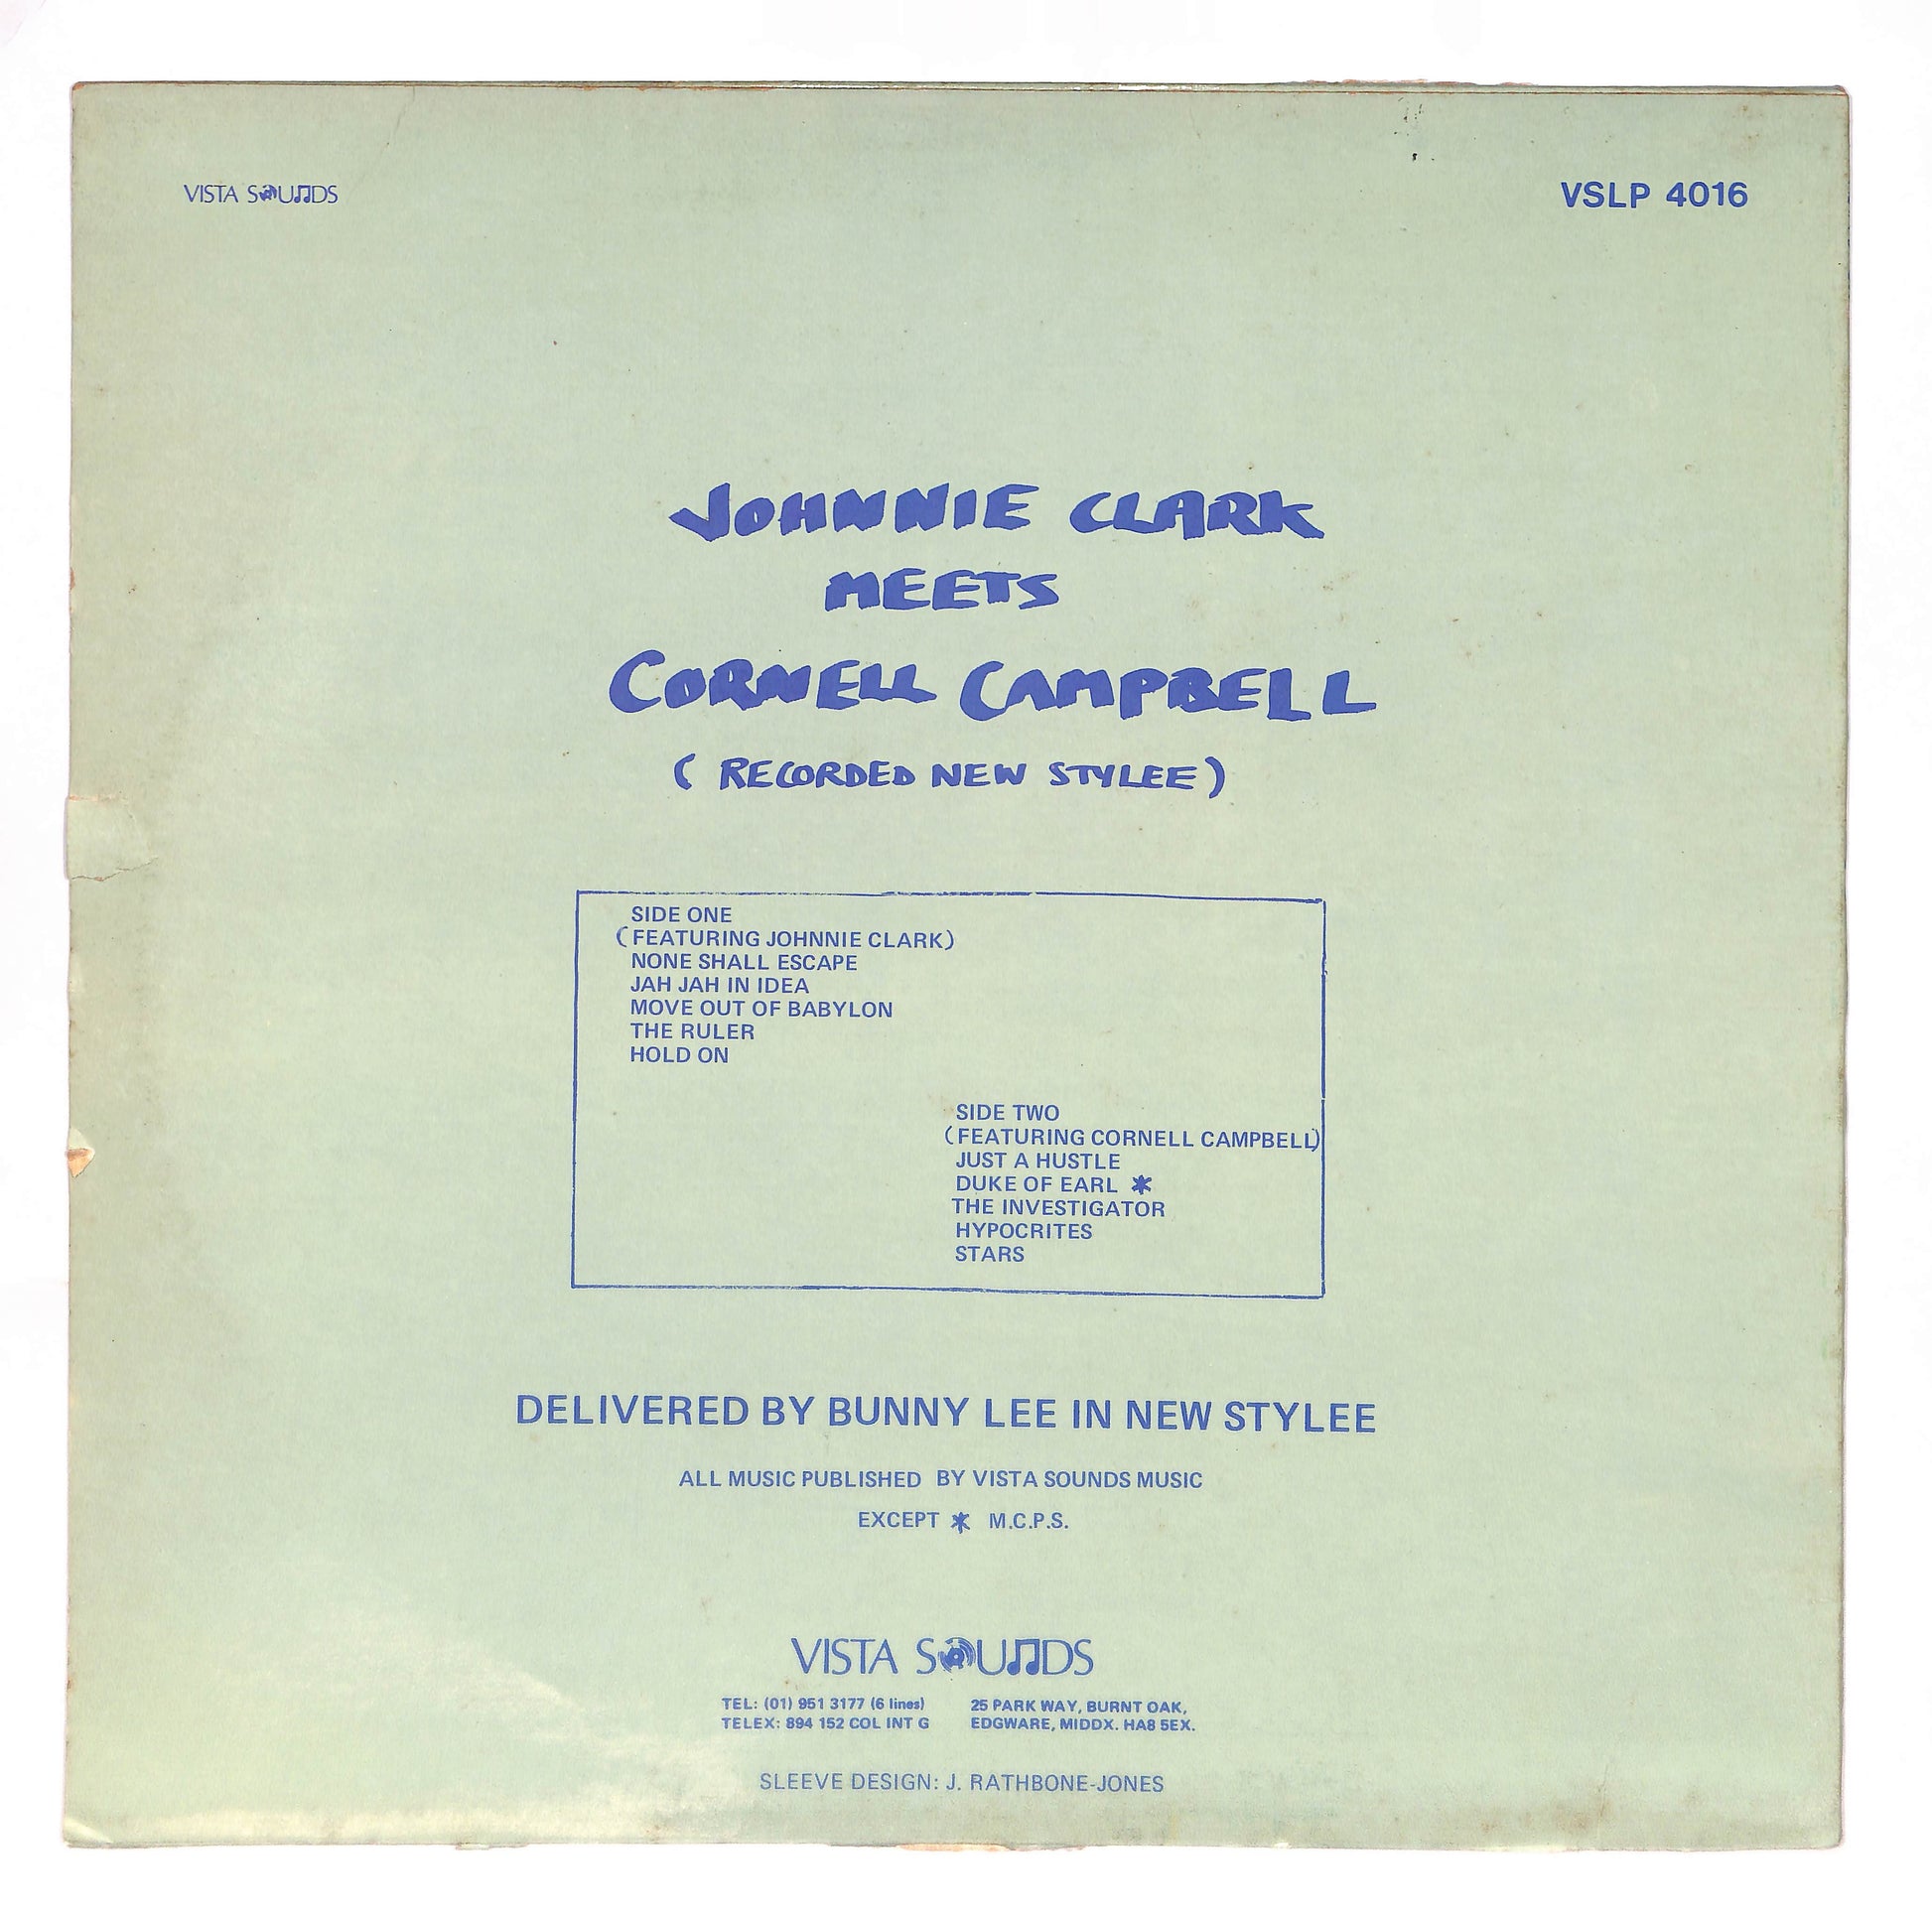 VISTA SOUNDS
VSLP 4016
JOHNNIE CLARK
MEETS
CORNELL CAMPBELL
( RECORDED NEW STYLEE )
SIDE ONE
(FEATURING JOHNNIE CLARK)
NONE SHALL ESCAPE
JAH JAH IN IDEA
MOVE OUT OF BABYLON
THE RULER
HOLD ON
SIDE TWO
(FEATURING CORNELL CAMPBELL)
JUST A HUSTLE
DUKE OF EARL *
THE INVESTIGATOR
HYPOCRITES
STARS
DELIVERED BY BUNNY LEE IN NEW STYLEE
ALL MUSIC PUBLISHED BY VISTA SOUNDS MUSIC
EXCEPT * M.C.P.S.
VISTA SOUNDS
TEL: (01) 951 3177 (6 lines)
TELEX: 894 152 COL INT G
25 PARK WAY, BURNT OAK,
EDGWARE, MIDDX. HA8 5EX.
SLEEVE DESIGN: J. RATHBONE-JONES